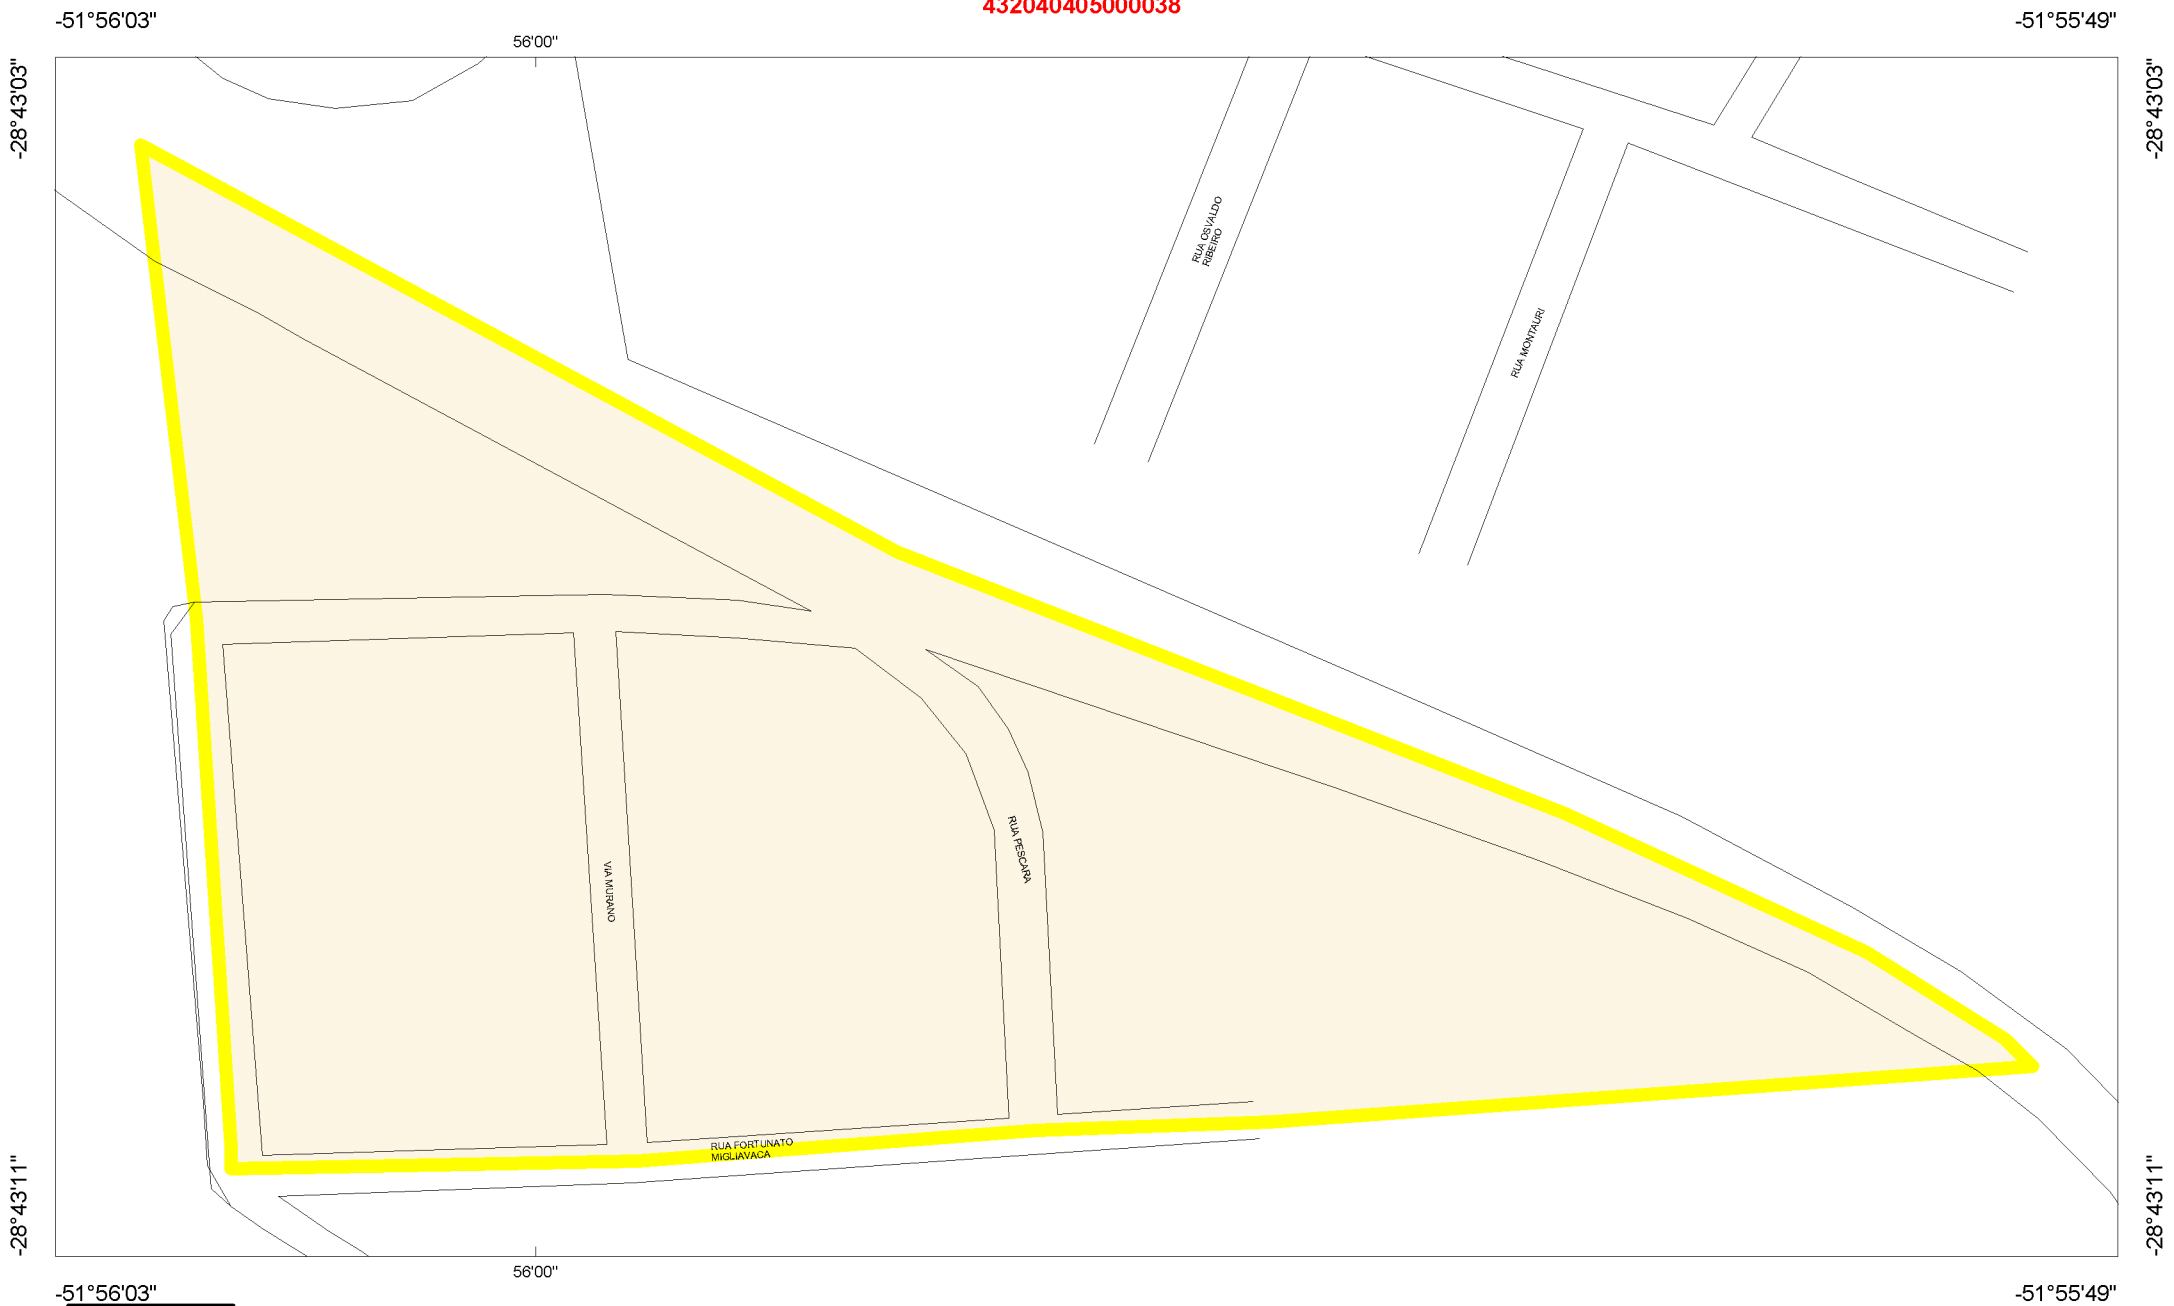 432040405000038
-51°56'03"
-51°55'49"
56'00"
-28°43'03"
-28°43'03"
RUA OSVALDO
RIBEIRO
RUA MONTAURI
RUA PESCARA
VIA MURANO
RUA FORTUNATO
MIGLIAVACA
-28°43'11"
-28°43'11"
56'00"
-51°56'03"
-51°55'49"